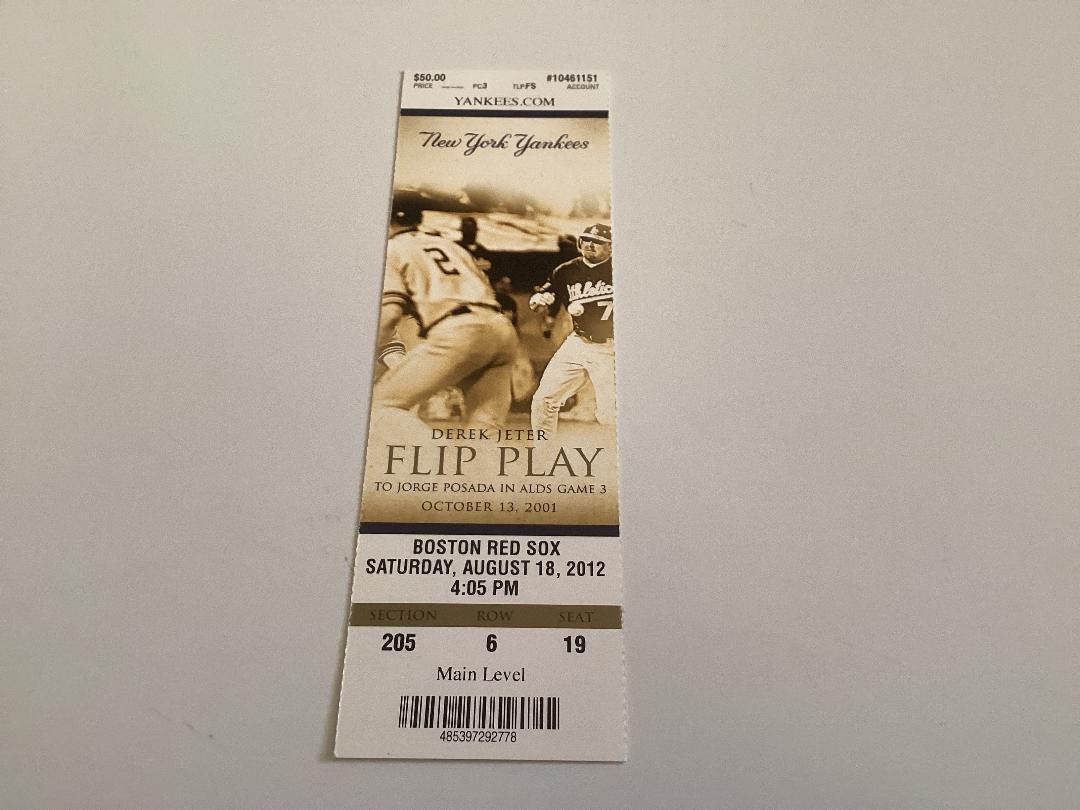 $50.00 #10461151
PRICE PC3 TLP:FS ACCOUNT
YANKEES.COM
New York Yankees
2
Athletic
7
DEREK JETER
FLIP PLAY
TO JORGE POSADA IN ALDS GAME 3
OCTOBER 13, 2001
BOSTON RED SOX
SATURDAY, AUGUST 18, 2012
4:05 PM
SECTION ROW SEAT
205 6 19
Main Level
485397292778